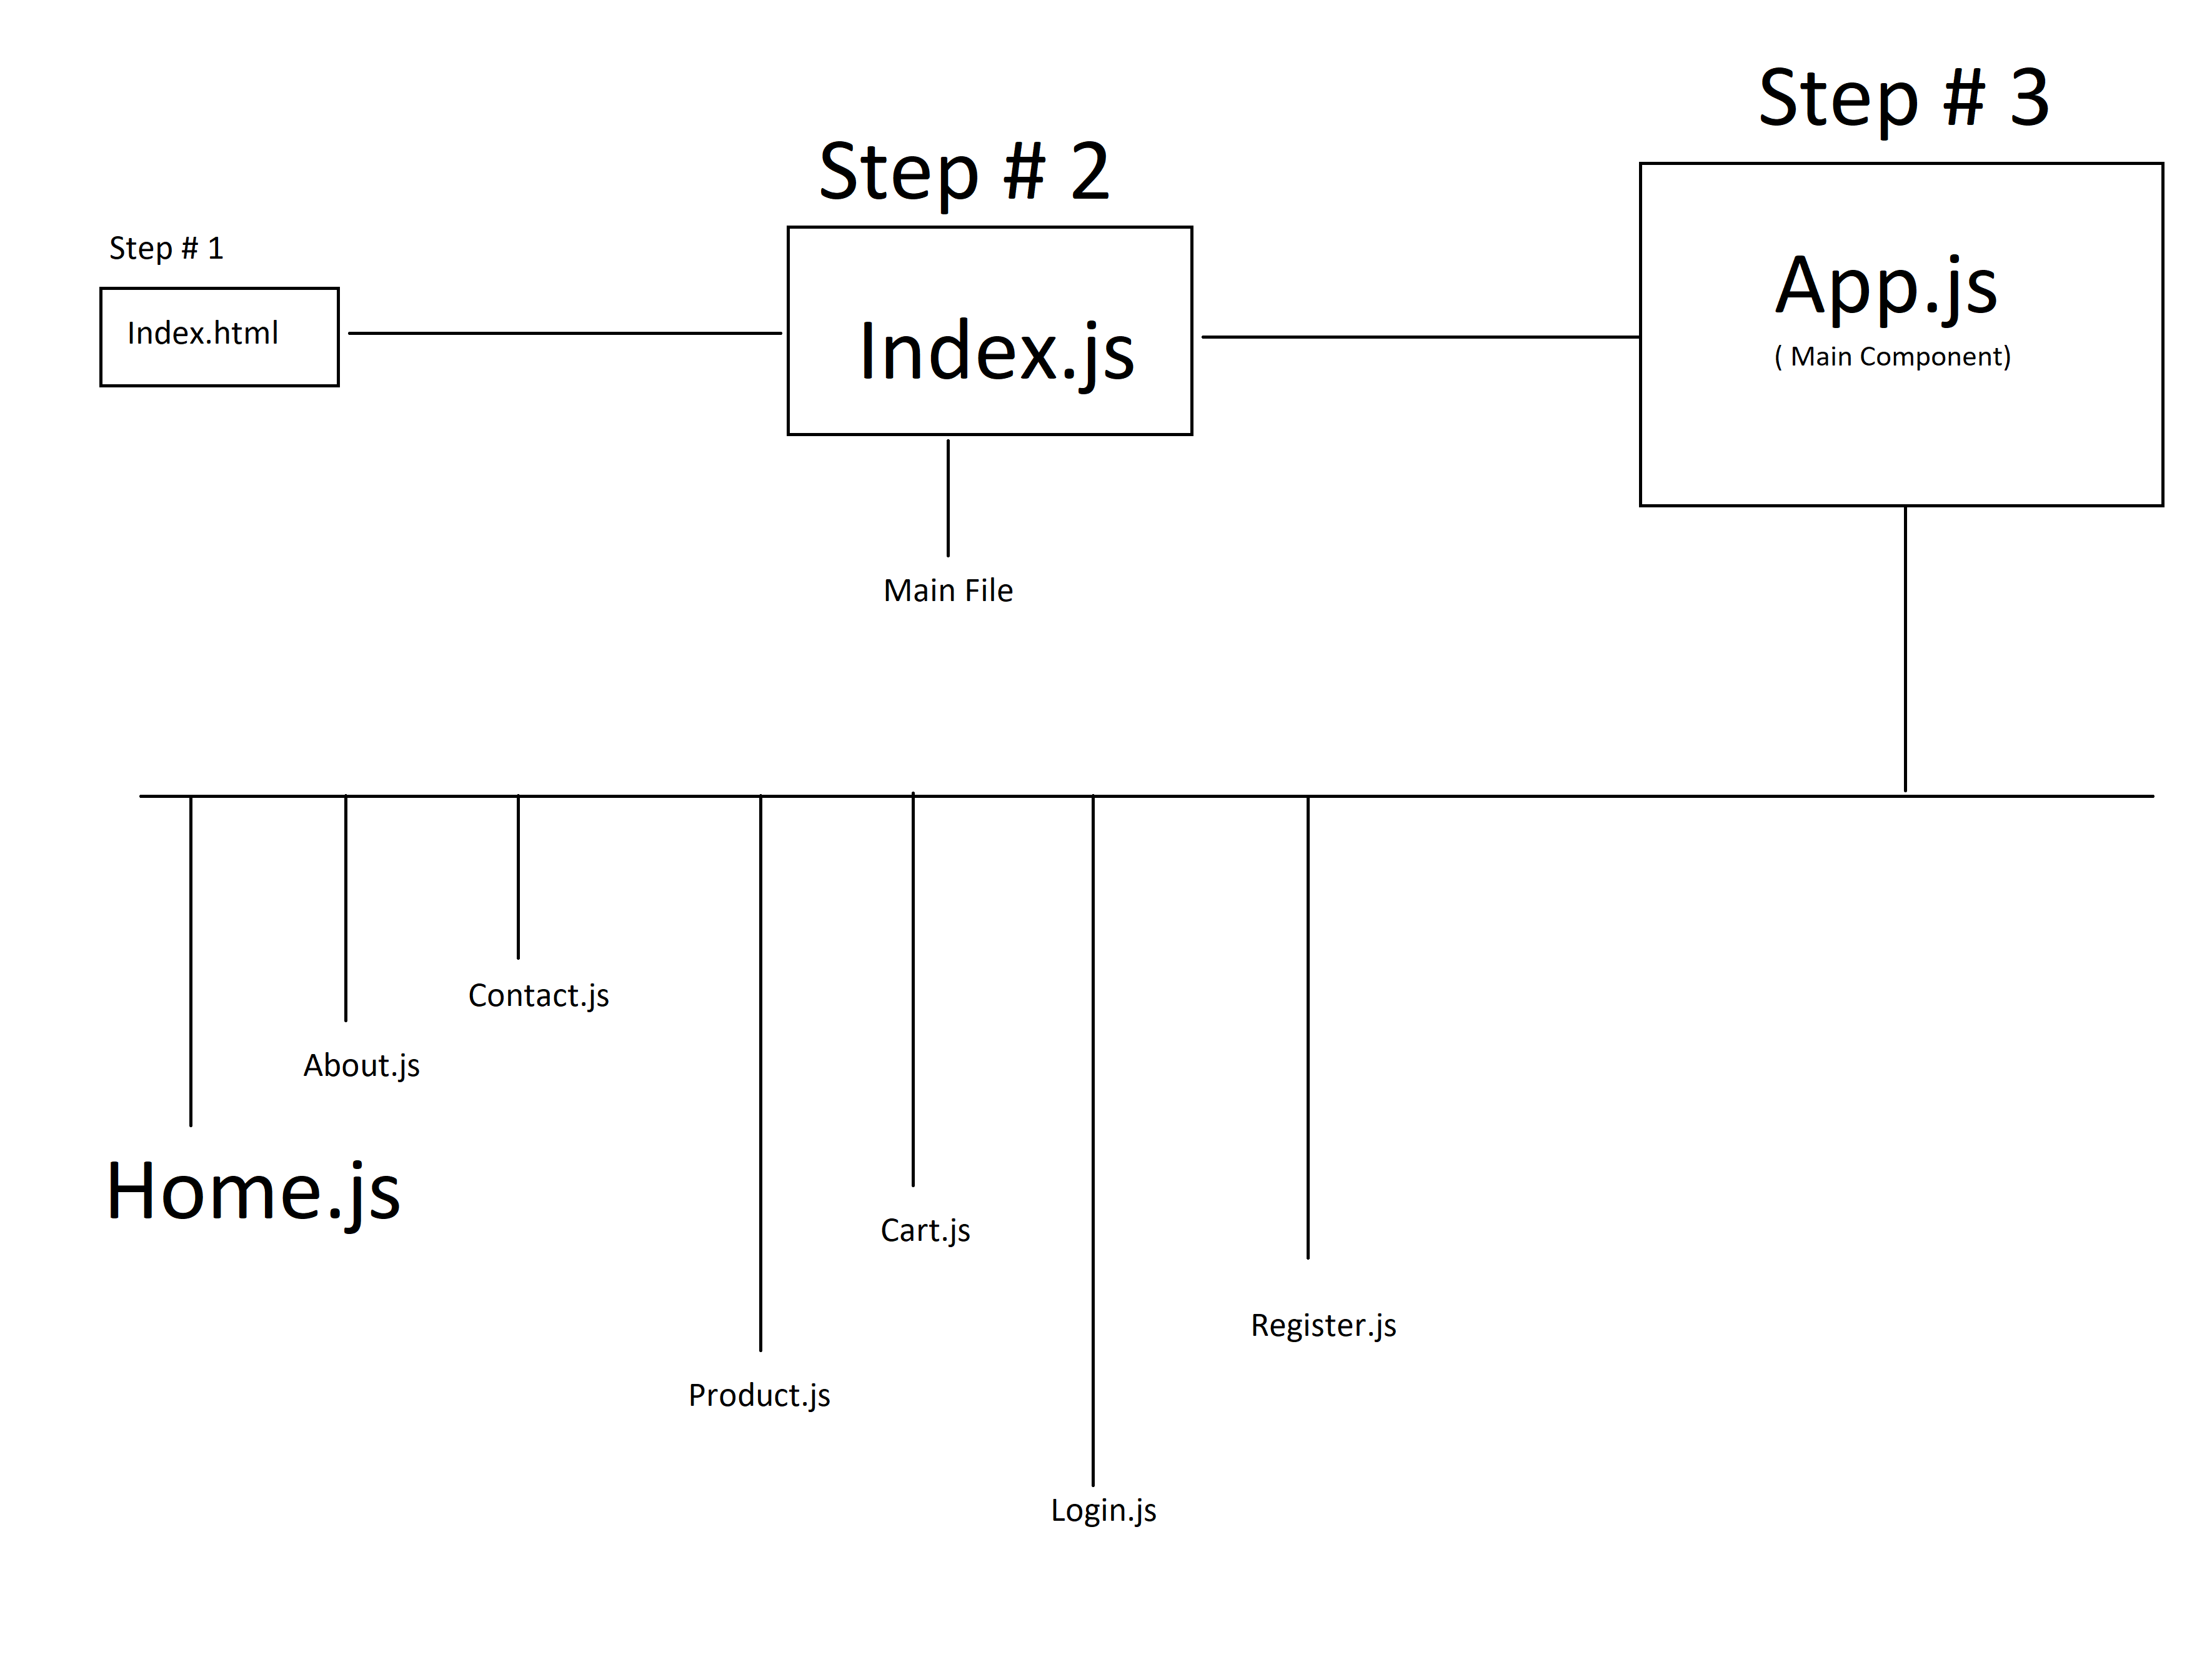 Step # 1
Index.html
Step # 2
Index.js
Main File
Step # 3
App.js
( Main Component)
Home.js
About.js
Contact.js
Product.js
Cart.js
Login.js
Register.js